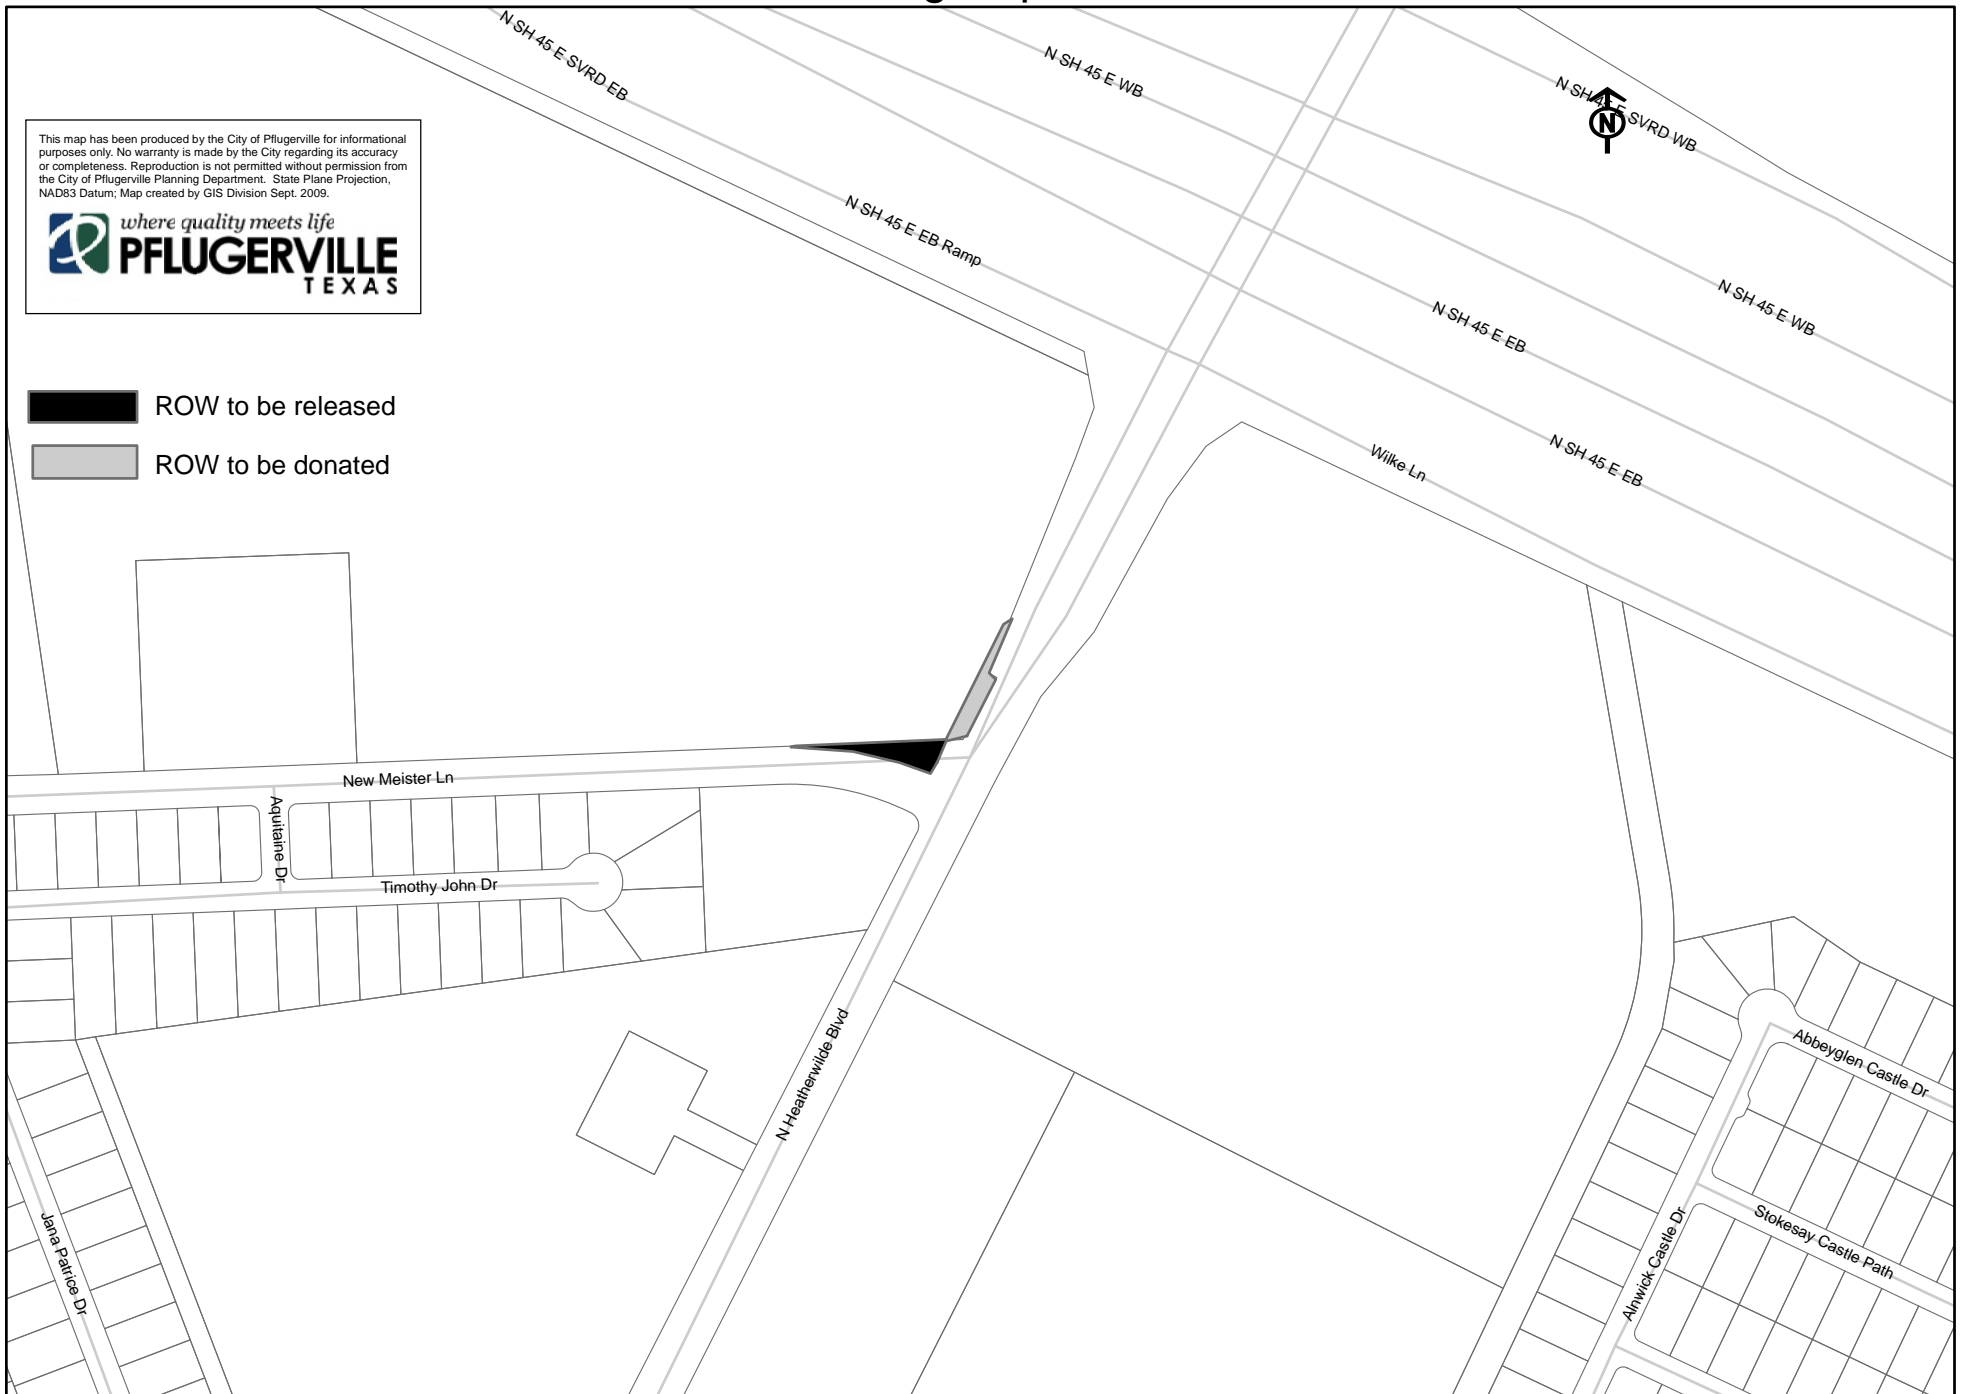 N SH 45 E SVRD EB
N SH 45 E WB
N SH 45 E SVRD WB
N
This map has been produced by the City of Pflugerville for informational
purposes only. No warranty is made by the City regarding its accuracy
or completeness. Reproduction is not permitted without permission from
the City of Pflugerville Planning Department. State Plane Projection,
NAD83 Datum; Map created by GIS Division Sept. 2009.
where quality meets life
PFLUGERVILLE
TEXAS
N SH 45 E EB Ramp
N SH 45 E WB
N SH 45 E EB
ROW to be released
ROW to be donated
Wilke Ln
N SH 45 E EB
New Meister Ln
Aquitaine Dr
Timothy John Dr
N Heatherwilde Blvd
Abbeyglen Castle Dr
Jana Patrice Dr
Alnwick Castle Dr
Stokesay Castle Path